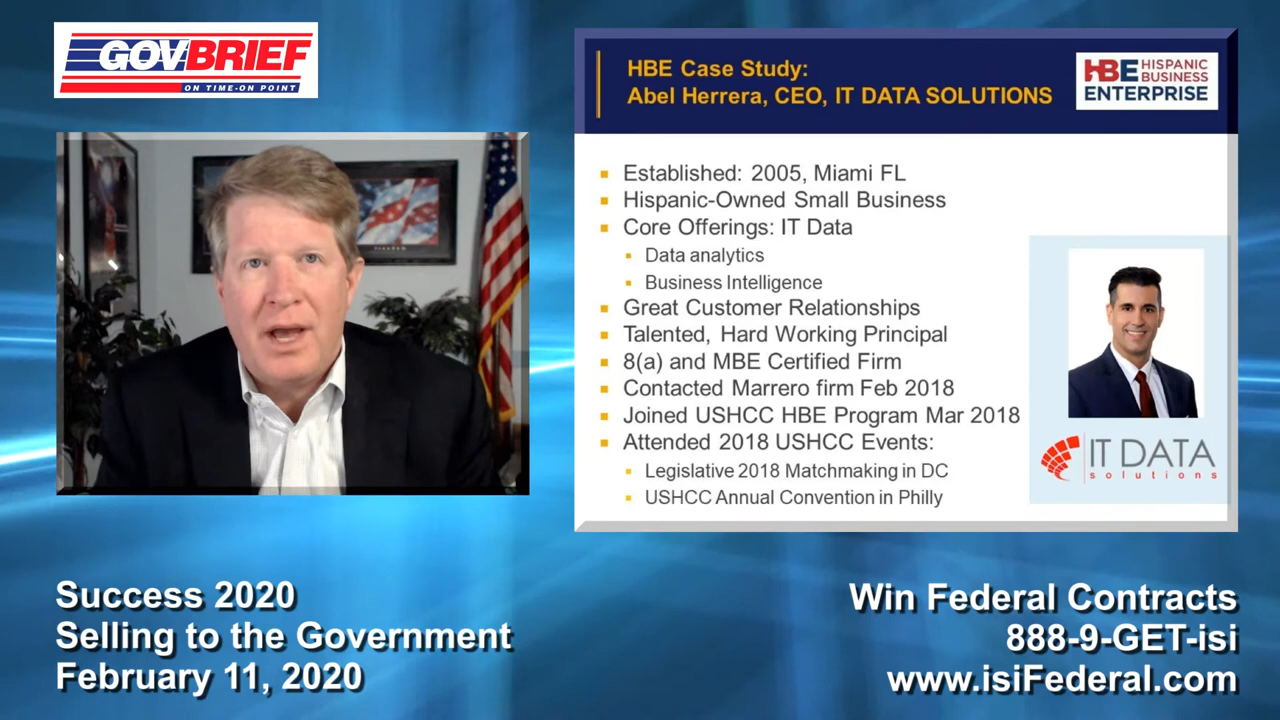 GOVBRIEF
ON TIME-ON POINT
HBE Case Study:
Abel Herrera, CEO, IT DATA SOLUTIONS
HBE HISPANIC
BUSINESS
ENTERPRISE
Established: 2005, Miami FL
Hispanic-Owned Small Business
Core Offerings: IT Data
Data analytics
Business Intelligence
Great Customer Relationships
Talented, Hard Working Principal
8(a) and MBE Certified Firm
Contacted Marrero firm Feb 2018
Joined USHCC HBE Program Mar 2018
Attended 2018 USHCC Events:
Legislative 2018 Matchmaking in DC
USHCC Annual Convention in Philly
IT DATA
solutions
Success 2020
Selling to the Government
February 11, 2020
Win Federal Contracts
888-9-GET-isi
www.isiFederal.com